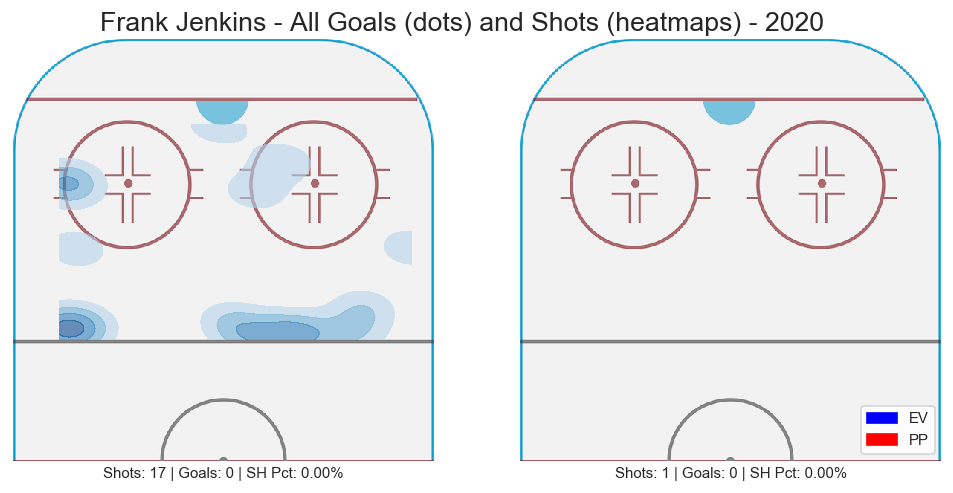 Frank Jenkins - All Goals (dots) and Shots (heatmaps) - 2020
EV
PP
Shots: 17 | Goals: 0 | SH Pct: 0.00%
Shots: 1 | Goals: 0 | SH Pct: 0.00%